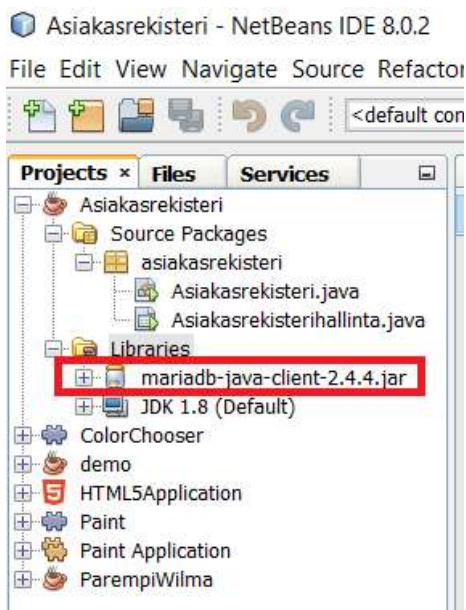 Asiakasrekisteri - NetBeans IDE 8.0.2
File Edit View Navigate Source Refactor
<default con
Projects × Files Services
Asiakasrekisteri
Source Packages
asiakasrekisteri
Asiakasrekisteri.java
Asiakasrekisterihallinta.java
Libraries
mariadb-java-client-2.4.4.jar
JDK 1.8 (Default)
ColorChooser
demo
HTML5Application
Paint
Paint Application
ParempiWilma